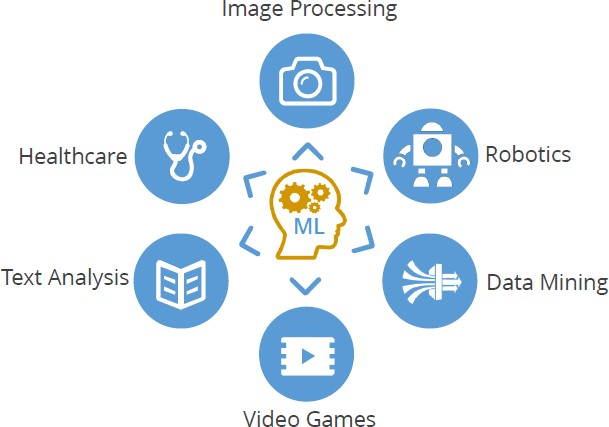 Image Processing
Healthcare
Robotics
ML
Text Analysis
Data Mining
Video Games